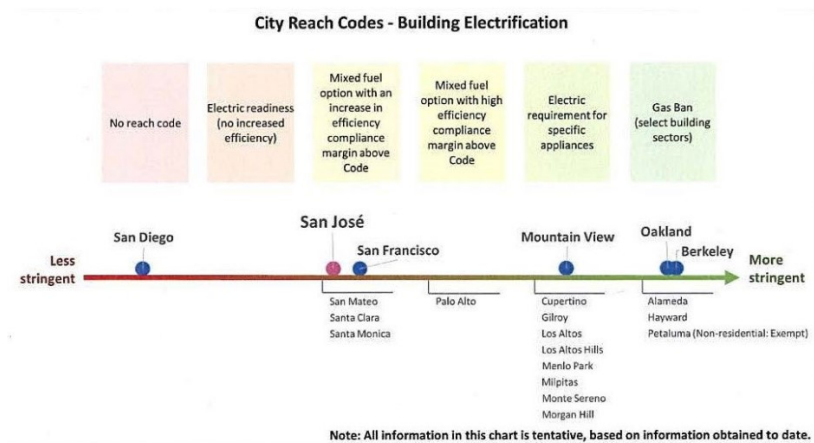 City Reach Codes - Building Electrification
No reach code
Electric readiness
(no increased
efficiency)
Mixed fuel
option with an
increase in
efficiency
compliance
margin above
Code
Mixed fuel
option with high
efficiency
compliance
margin above
Code
Electric
requirement for
specific
appliances
Gas Ban
(select building
sectors)
Less
stringent
San Diego
San José
San Francisco
Mountain View
Oakland
Berkeley
More
stringent
San Mateo
Santa Clara
Santa Monica
Palo Alto
Cupertino
Gilroy
Los Altos
Los Altos Hills
Menlo Park
Milpitas
Monte Sereno
Morgan Hill
Alameda
Hayward
Petaluma (Non-residential: Exempt)
Note: All information in this chart is tentative, based on information obtained to date.